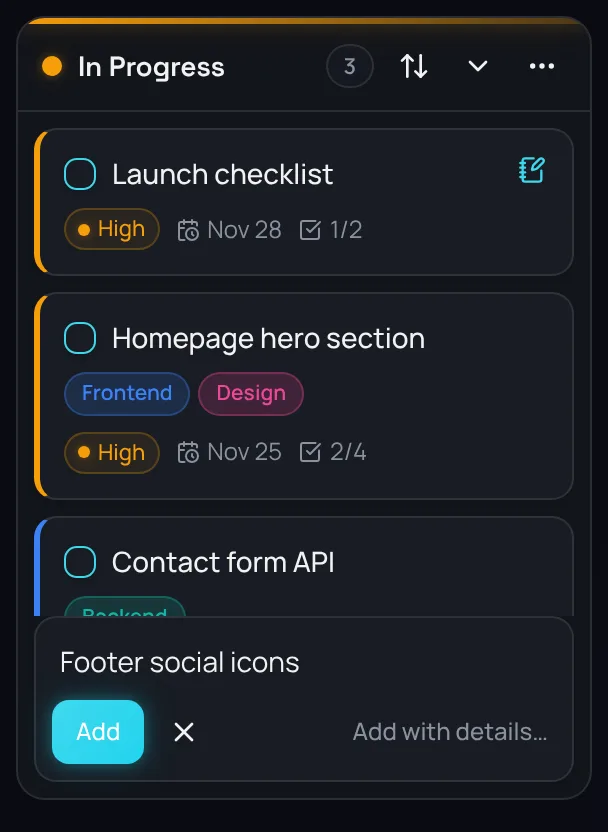 In Progress 3
Launch checklist
High Nov 28 1/2
Homepage hero section
Frontend Design
High Nov 25 2/4
Contact form API
Backend
Footer social icons
Add Add with details…